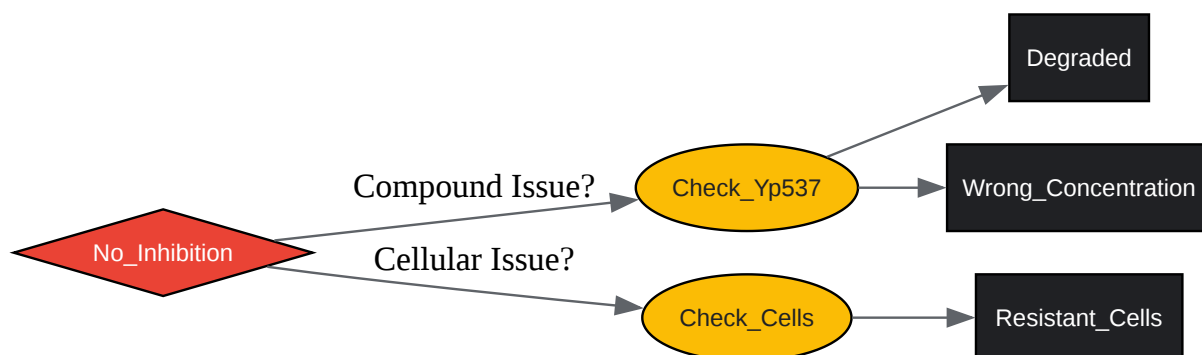 No_Inhibition
Compound Issue?
Cellular Issue?
Check_Yp537
Check_Cells
Degraded
Wrong_Concentration
Resistant_Cells